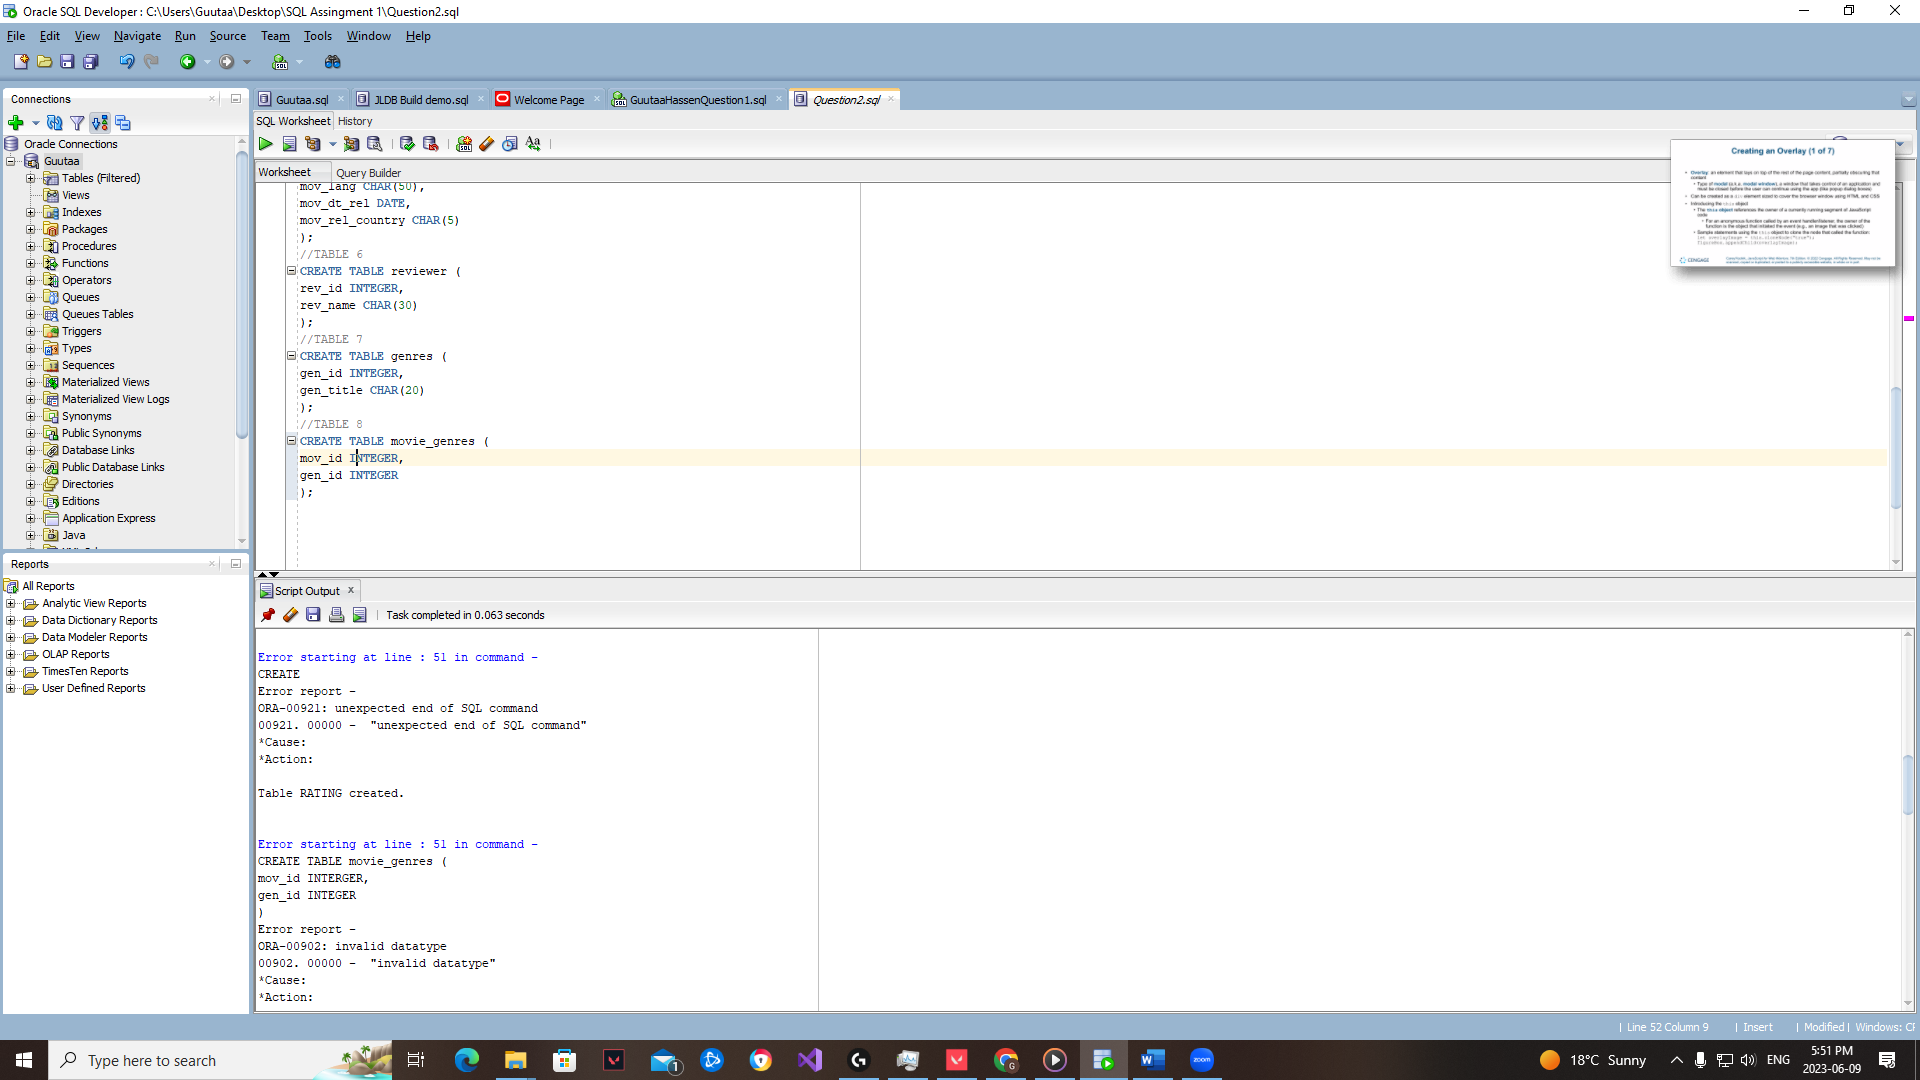 Oracle SQL Developer : C:\Users\Guutaa\Desktop\SQL Assingment 1\Question2.sql
File Edit View Navigate Run Source Team Tools Window Help
Connections
Guutaa.sql
JLDB Build demo.sql
Welcome Page
GuutaaHassenQuestion1.sql
Question2.sql
SQL Worksheet History
Worksheet Query Builder
Oracle Connections
Guutaa
Tables (Filtered)
Views
Indexes
Packages
Procedures
Functions
Operators
Queues
Queues Tables
Triggers
Types
Sequences
Materialized Views
Materialized View Logs
Synonyms
Public Synonyms
Database Links
Public Database Links
Directories
Editions
Application Express
Java
mov_lang CHAR(50),
mov_dt_rel DATE,
mov_rel_country CHAR(5)
);
//TABLE 6
CREATE TABLE reviewer (
rev_id INTEGER,
rev_name CHAR(30)
);
//TABLE 7
CREATE TABLE genres (
gen_id INTEGER,
gen_title CHAR(20)
);
//TABLE 8
CREATE TABLE movie_genres (
mov_id INTEGER,
gen_id INTEGER
);
Creating an Overlay (1 of 7)
CENGAGE
Reports
All Reports
Analytic View Reports
Data Dictionary Reports
Data Modeler Reports
OLAP Reports
TimesTen Reports
User Defined Reports
Script Output
Task completed in 0.063 seconds
Error starting at line : 51 in command -
CREATE
Error report -
ORA-00921: unexpected end of SQL command
00921. 00000 -  "unexpected end of SQL command"
*Cause:
*Action:
Table RATING created.
Error starting at line : 51 in command -
CREATE TABLE movie_genres (
mov_id INTERGER,
gen_id INTEGER
)
Error report -
ORA-00902: invalid datatype
00902. 00000 -  "invalid datatype"
*Cause:
*Action:
Line 52 Column 9 Insert Modified Windows: CF
Type here to search
18°C Sunny
ENG
5:51 PM
2023-06-09